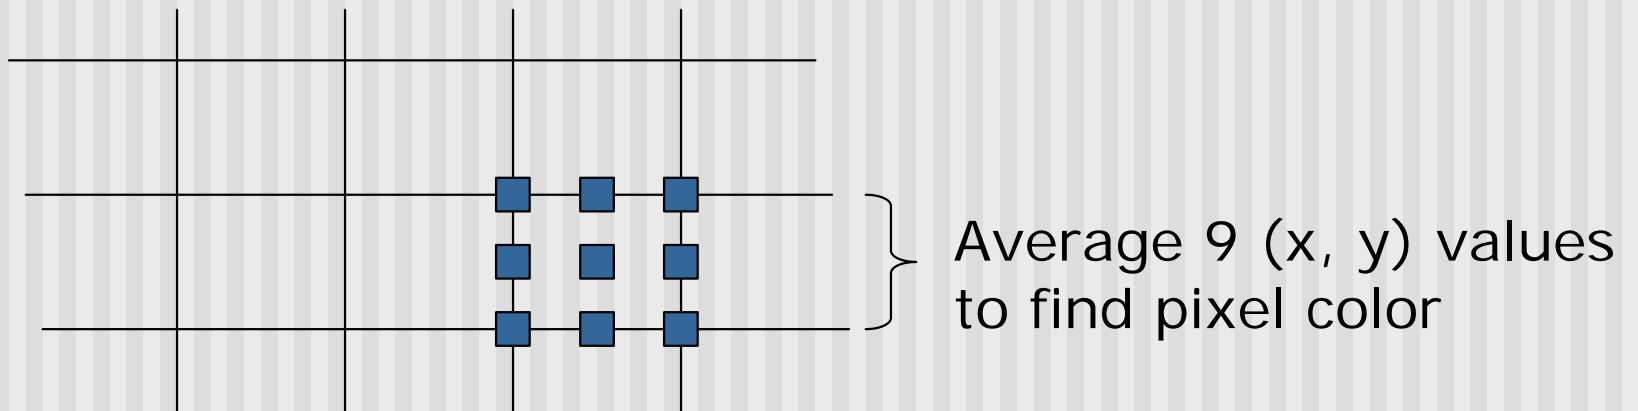 Average 9 (x, y) values
to find pixel color